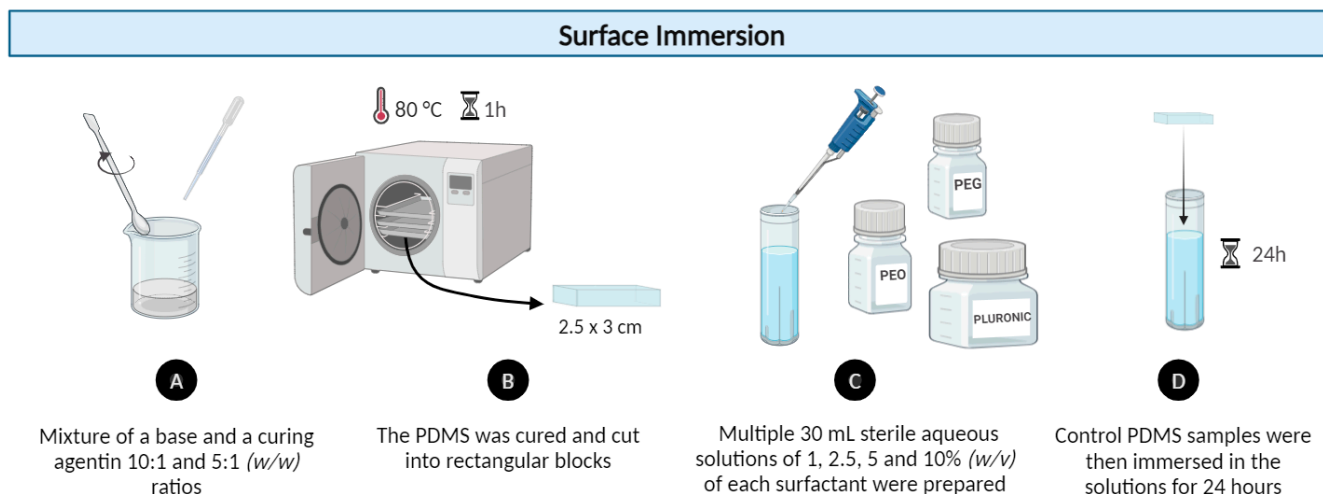 Surface Immersion
80 °C
1h
2.5 x 3 cm
PEG
PEO
PLURONIC
24h
A
B
C
D
Mixture of a base and a curing
agentin 10:1 and 5:1 (w/w)
ratios
The PDMS was cured and cut
into rectangular blocks
Multiple 30 mL sterile aqueous
solutions of 1, 2.5, 5 and 10% (w/v)
of each surfactant were prepared
Control PDMS samples were
then immersed in the
solutions for 24 hours